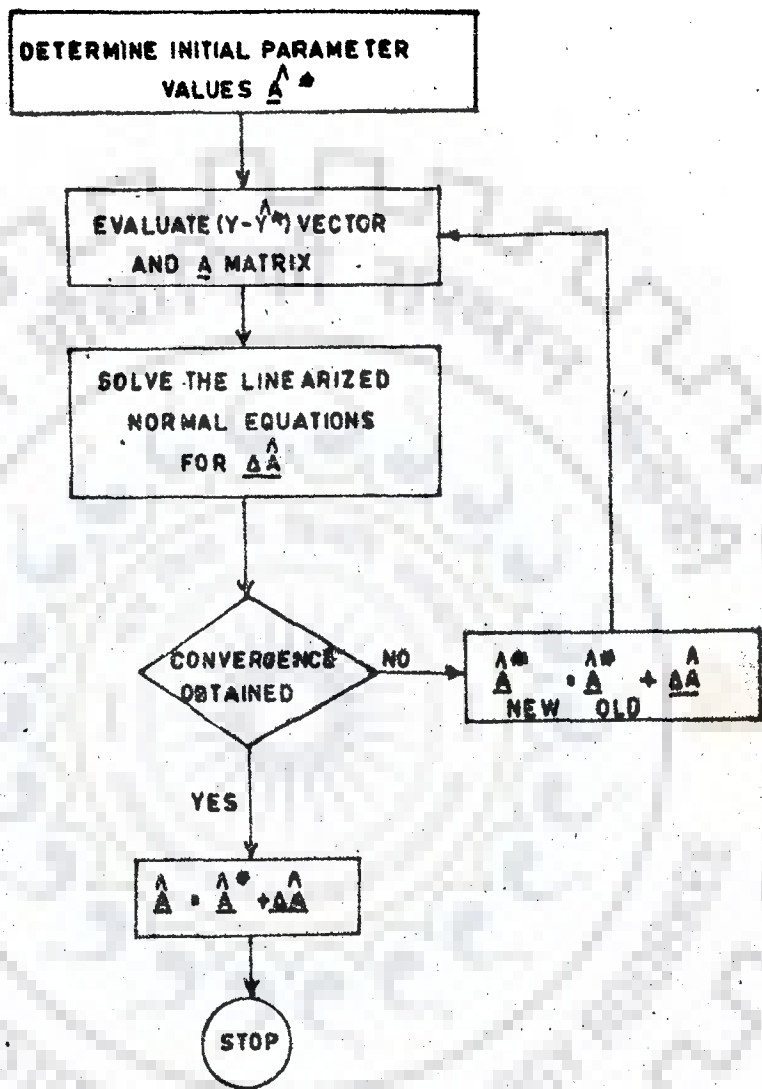 DETERMINE INITIAL PARAMETER
VALUES Â*
EVALUATE (Y-Ŷ*) VECTOR
AND A MATRIX
SOLVE THE LINEARIZED
NORMAL EQUATIONS
FOR ΔÂ
CONVERGENCE
OBTAINED
NO
Â* = Â* + ΔÂ
NEW OLD
YES
Â = Â* + ΔÂ
STOP